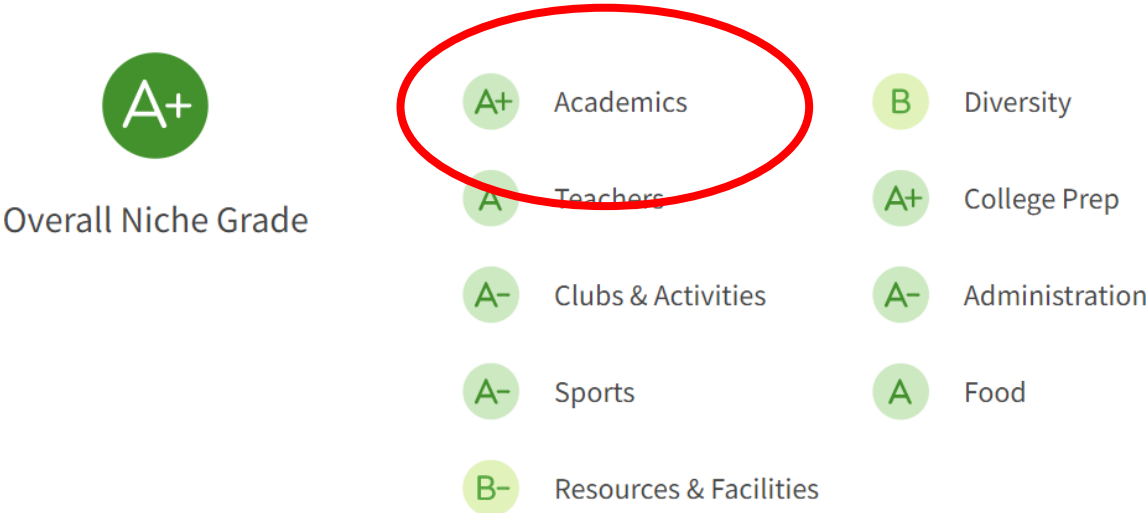 A+
Overall Niche Grade
A+ Academics
A Teachers
A- Clubs & Activities
A- Sports
B- Resources & Facilities
B Diversity
A+ College Prep
A- Administration
A Food